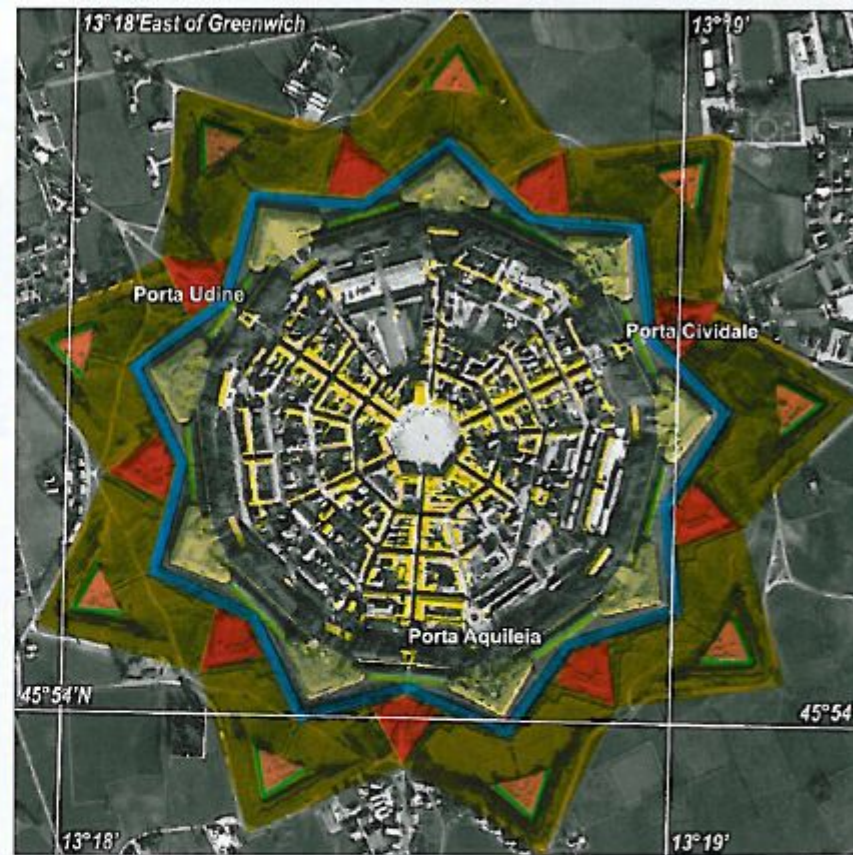 13°18'East of Greenwich
13°19'
Porta Udine
Porta Cividale
Porta Aquileia
45°54'N
45°54
13°18'
13°19'